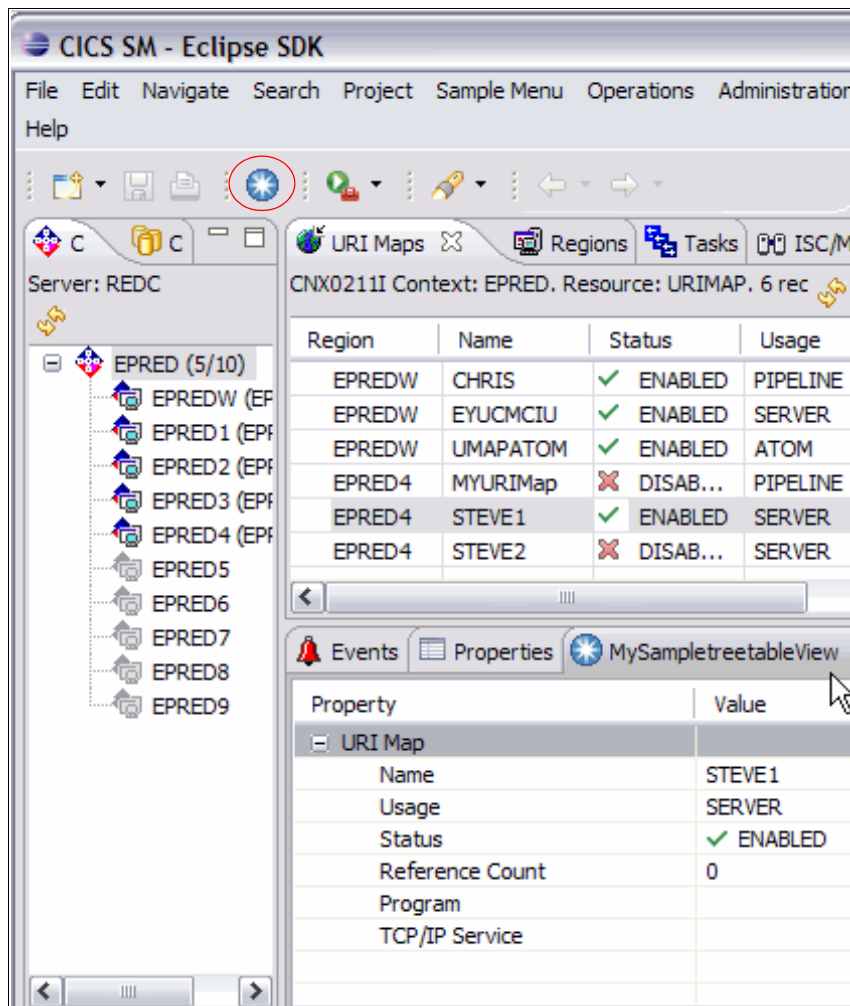 CICS SM - Eclipse SDK
File Edit Navigate Search Project Sample Menu Operations Administration
Help
C
C
Server: REDC
EPRED (5/10)
EPREDW (EP
EPRED1 (EPR
EPRED2 (EPR
EPRED3 (EPR
EPRED4 (EPR
EPRED5
EPRED6
EPRED7
EPRED8
EPRED9
URI Maps Regions Tasks ISC/M
CNX0211I Context: EPRED. Resource: URIMAP. 6 rec
Region Name Status Usage
EPREDW CHRIS ENABLED PIPELINE
EPREDW EYUCMCIU ENABLED SERVER
EPREDW UMAPATOM ENABLED ATOM
EPRED4 MYURIMap DISAB... PIPELINE
EPRED4 STEVE1 ENABLED SERVER
EPRED4 STEVE2 DISAB... SERVER
Events Properties MySampletreetableView
Property Value
URI Map
Name STEVE1
Usage SERVER
Status ENABLED
Reference Count 0
Program
TCP/IP Service